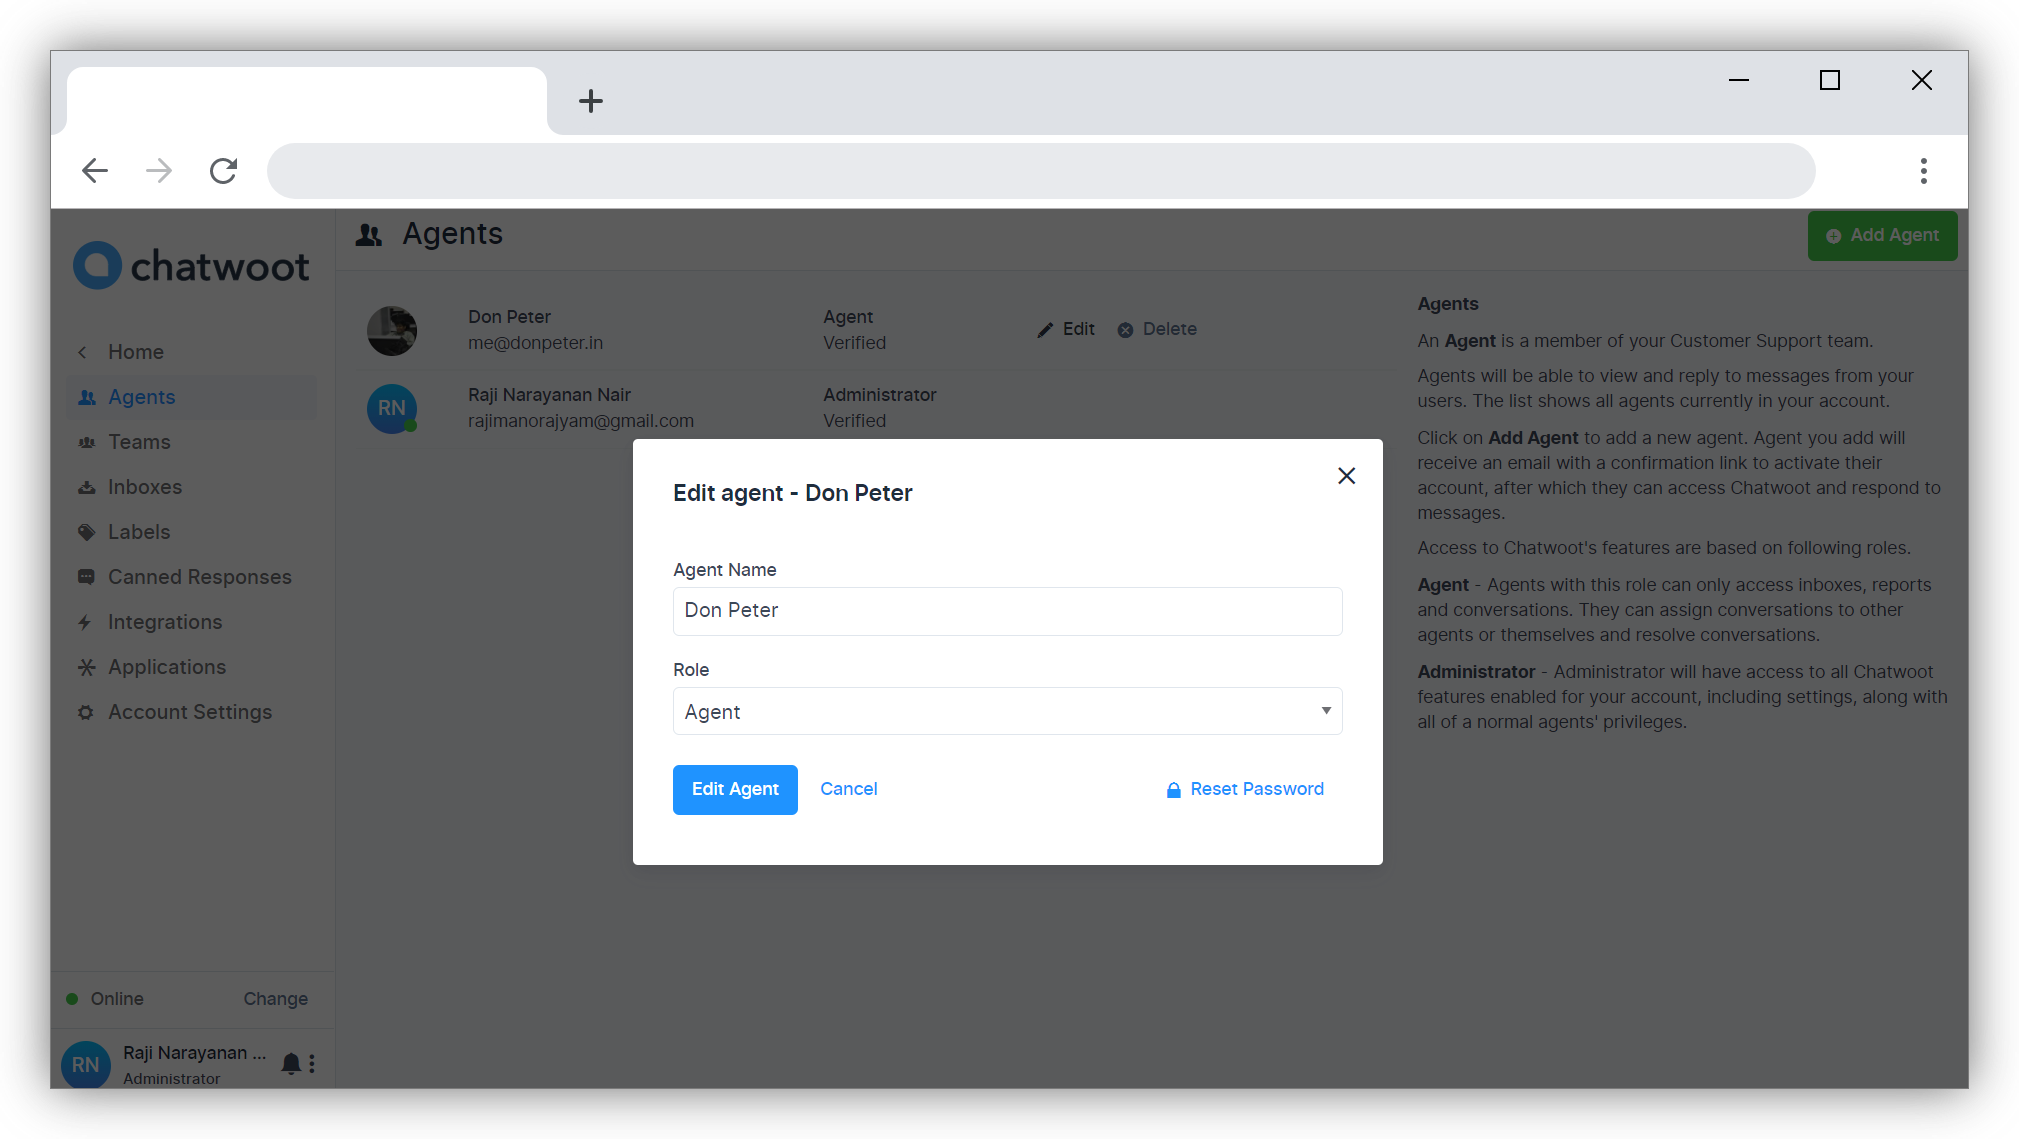 chatwoot
Home
Agents
Teams
Inboxes
Labels
Canned Responses
Integrations
Applications
Account Settings
Online Change
RN
Raji Narayanan ...
Administrator
Agents
Add Agent
Don Peter Agent
me@donpeter.in Verified
Edit Delete
RN
Raji Narayanan Nair Administrator
rajimanorajyam@gmail.com Verified
Edit agent - Don Peter
Agent Name
Don Peter
Role
Agent
Edit Agent Cancel Reset Password
Agents
An Agent is a member of your Customer Support team.
Agents will be able to view and reply to messages from your
users. The list shows all agents currently in your account.
Click on Add Agent to add a new agent. Agent you add will
receive an email with a confirmation link to activate their
account, after which they can access Chatwoot and respond to
messages.
Access to Chatwoot's features are based on following roles.
Agent - Agents with this role can only access inboxes, reports
and conversations. They can assign conversations to other
agents or themselves and resolve conversations.
Administrator - Administrator will have access to all Chatwoot
features enabled for your account, including settings, along with
all of a normal agents' privileges.